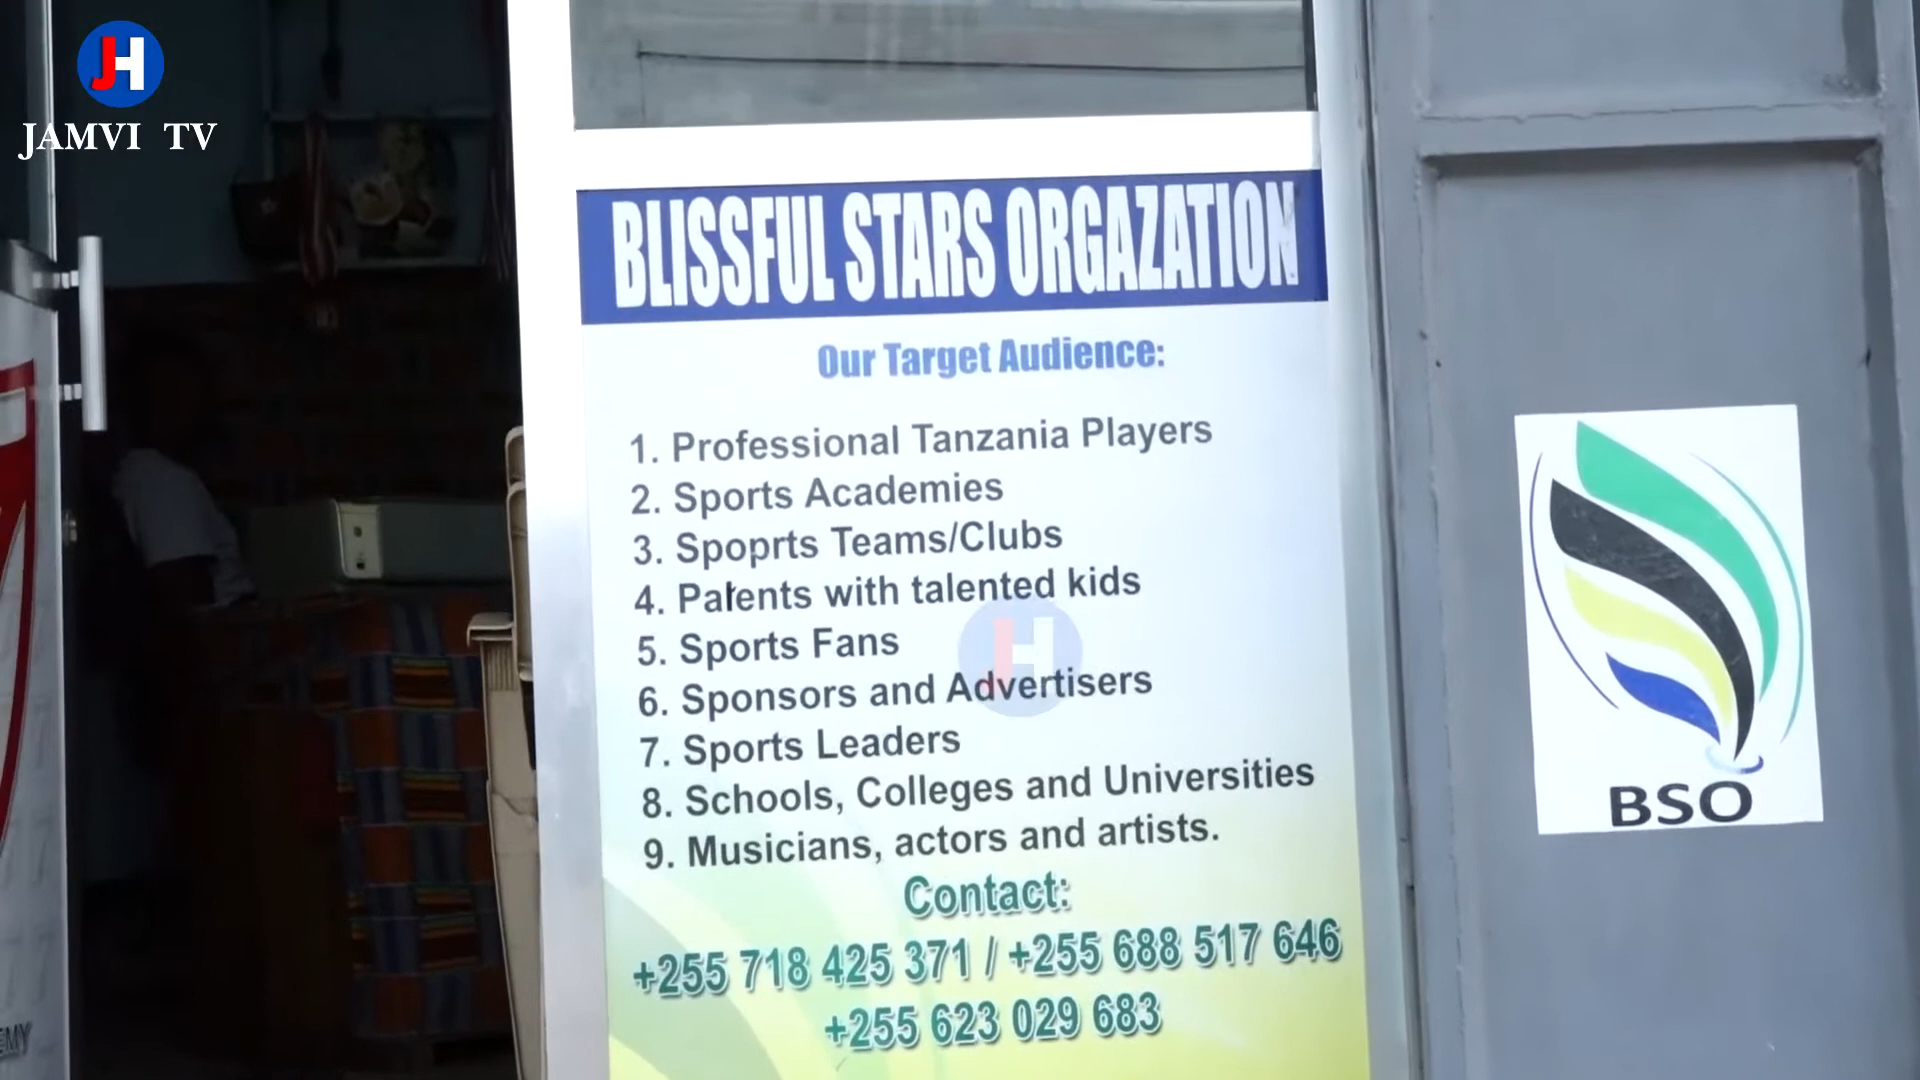 JH
JAMVI TV
BLISSFUL STARS ORGAZATION
Our Target Audience:
1. Professional Tanzania Players
2. Sports Academies
3. Spoprts Teams/Clubs
4. Parents with talented kids
5. Sports Fans
6. Sponsors and Advertisers
7. Sports Leaders
8. Schools, Colleges and Universities
9. Musicians, actors and artists.
Contact:
+255 718 425 371 / +255 688 517 646
+255 623 029 683
BSO
JH